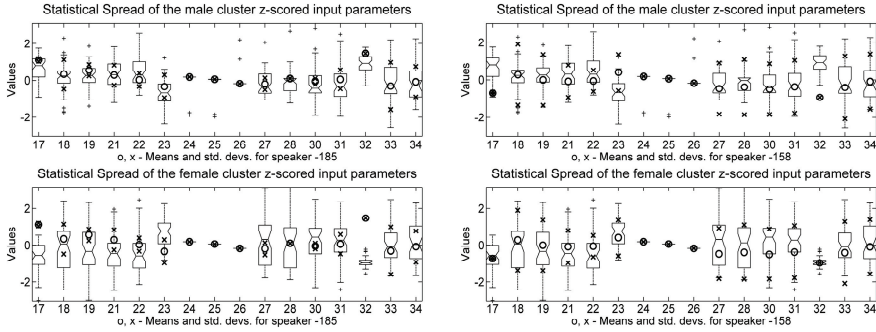 Statistical Spread of the male cluster z-scored input parameters
Values
2
0
-2
17 18 19 20 21 22 23 24 25 26 27 28 29 30 31 32 33 34
o, x - Means and std. devs. for speaker -185
Statistical Spread of the male cluster z-scored input parameters
Values
2
0
-2
17 18 19 20 21 22 23 24 25 26 27 28 29 30 31 32 33 34
o, x - Means and std. devs. for speaker -158
Statistical Spread of the female cluster z-scored input parameters
Values
2
0
-2
17 18 19 20 21 22 23 24 25 26 27 28 29 30 31 32 33 34
o, x - Means and std. devs. for speaker -185
Statistical Spread of the female cluster z-scored input parameters
Values
2
0
-2
17 18 19 20 21 22 23 24 25 26 27 28 29 30 31 32 33 34
o, x - Means and std. devs. for speaker -158